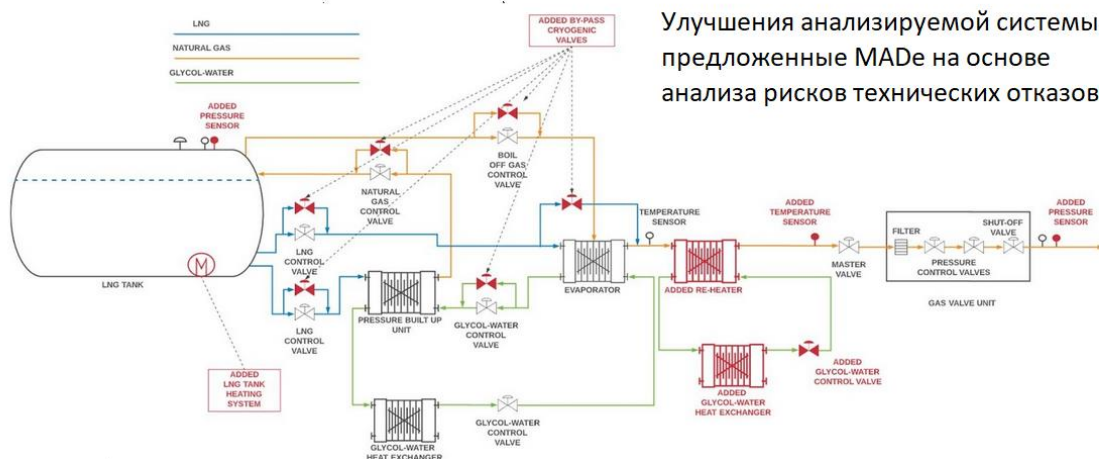 Улучшения анализируемой системы
предложенные MADe на основе
анализа рисков технических отказов
LNG
NATURAL GAS
GLYCOL-WATER
ADDED BY-PASS
CRYOGENIC
VALVES
ADDED
PRESSURE
SENSOR
BOIL
OFF GAS
CONTROL
VALVE
NATURAL
GAS
CONTROL
VALVE
LNG
CONTROL
VALVE
LNG TANK
M
LNG
CONTROL
VALVE
PRESSURE BUILT UP
UNIT
GLYCOL-WATER
CONTROL
VALVE
EVAPORATOR
TEMPERATURE
SENSOR
ADDED RE-HEATER
ADDED
TEMPERATURE
SENSOR
MASTER
VALVE
FILTER
SHUT-OFF
VALVE
PRESSURE
CONTROL VALVES
GAS VALVE UNIT
ADDED
PRESSURE
SENSOR
ADDED
LNG TANK
HEATING
SYSTEM
GLYCOL-WATER
HEAT EXCHANGER
GLYCOL-WATER
CONTROL
VALVE
ADDED
GLYCOL-WATER
HEAT EXCHANGER
ADDED
GLYCOL-WATER
CONTROL VALVE